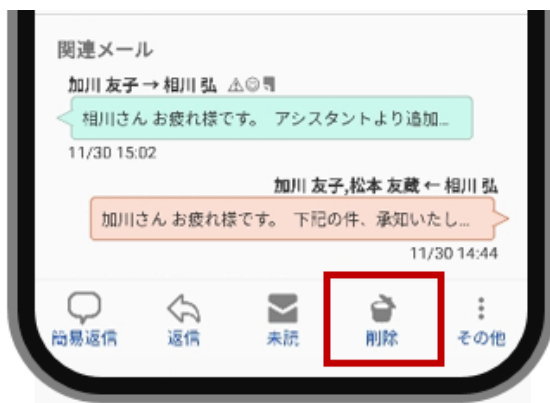 関連メール
加川 友子 → 相川 弘
相川さん お疲れ様です。 アシスタントより追加...
11/30 15:02
加川 友子,松本 友蔵 ← 相川 弘
加川さん お疲れ様です。 下記の件、承知いたし...
11/30 14:44
簡易返信 返信 未読 削除 その他